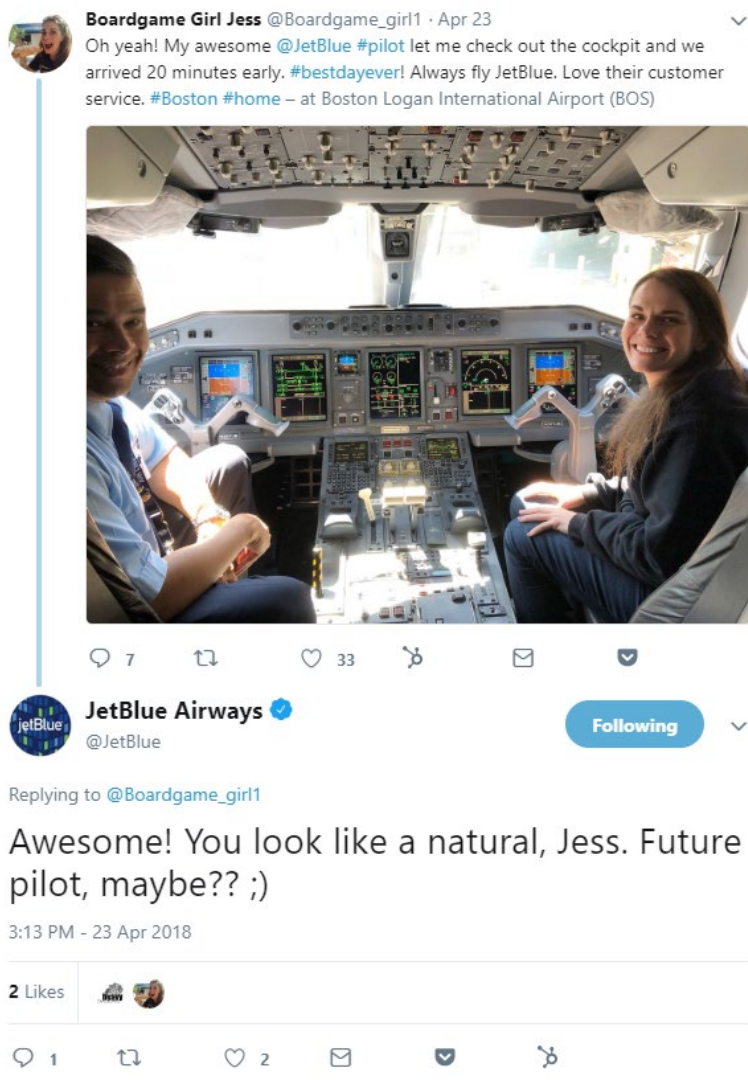 Boardgame Girl Jess @Boardgame_girl1 · Apr 23
Oh yeah! My awesome @JetBlue #pilot let me check out the cockpit and we
arrived 20 minutes early. #bestdayever! Always fly JetBlue. Love their customer
service. #Boston #home – at Boston Logan International Airport (BOS)
7 33
jetBlue
JetBlue Airways
@JetBlue
Following
Replying to @Boardgame_girl1
Awesome! You look like a natural, Jess. Future
pilot, maybe?? ;)
3:13 PM - 23 Apr 2018
2 Likes
1 2